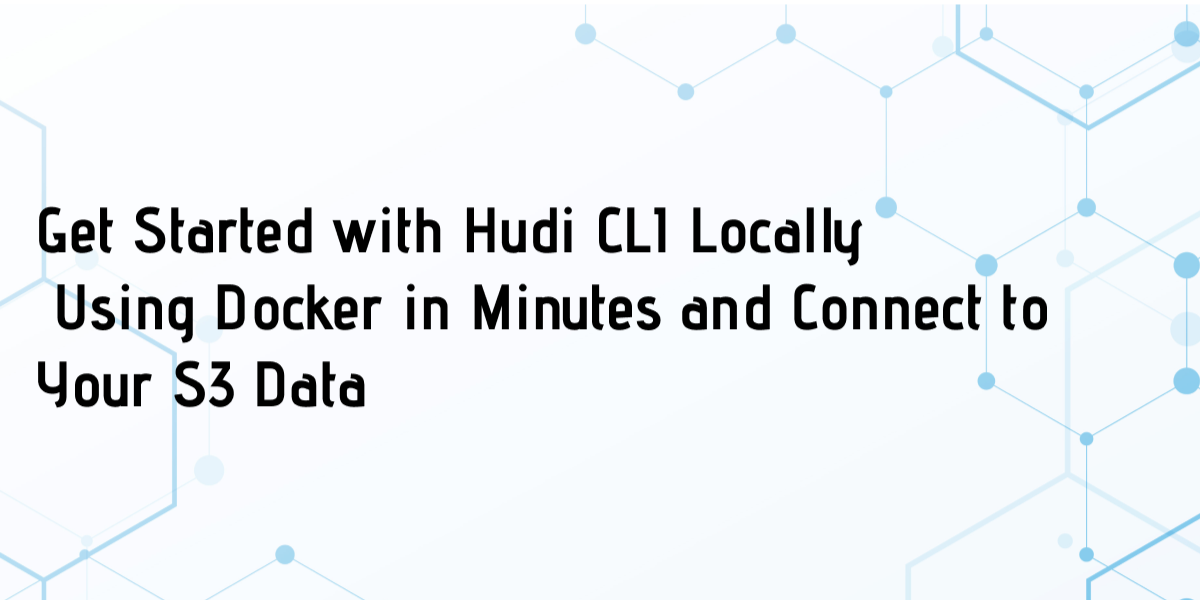 Get Started with Hudi CLI Locally
Using Docker in Minutes and Connect to
Your S3 Data